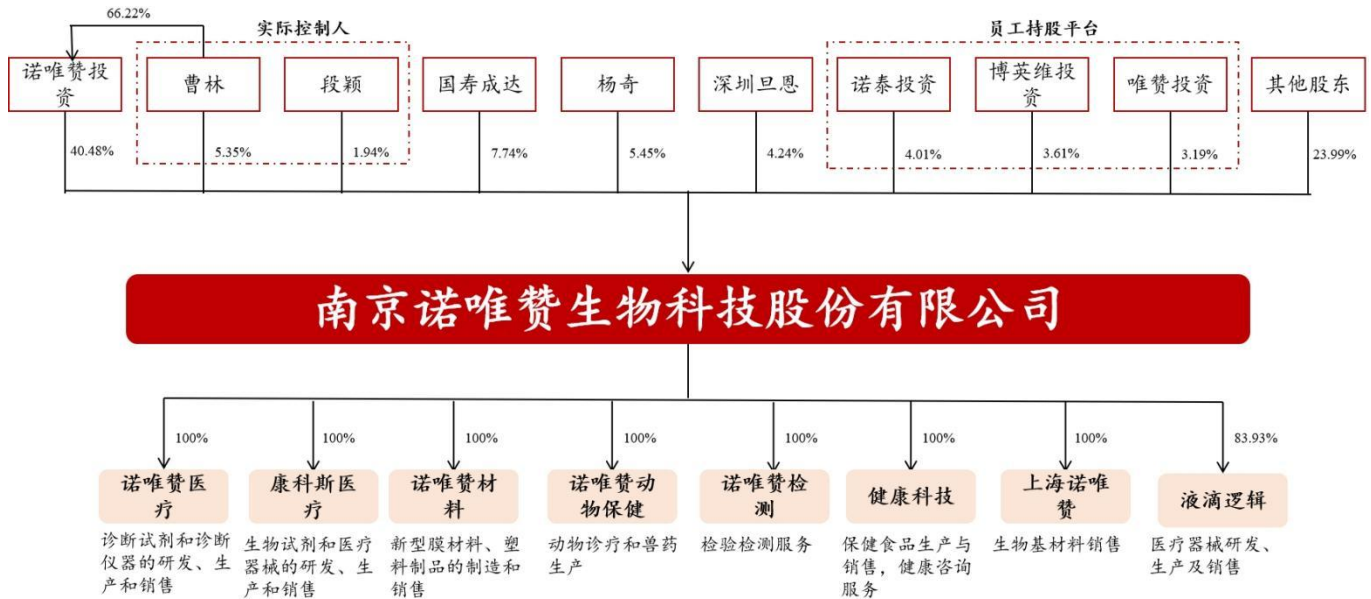 66.22%
实际控制人
员工持股平台
诺唯赞投
资
曹林
段颖
国寿成达
杨奇
深圳旦恩
诺泰投资
博英维投
资
唯赞投资
其他股东
40.48%
5.35%
1.94%
7.74%
5.45%
4.24%
4.01%
3.61%
3.19%
23.99%
南京诺唯赞生物科技股份有限公司
100%
100%
100%
100%
100%
100%
100%
83.93%
诺唯赞医
疗
康科斯医
疗
诺唯赞材
料
诺唯赞动
物保健
诺唯赞检
测
健康科技
上海诺唯
赞
液滴逻辑
诊断试剂和诊断
仪器的研发、生
产和销售
生物试剂和医疗
器械的研发、生
产和销售
新型膜材料、塑
料制品的制造和
销售
动物诊疗和兽药
生产
检验检测服务
保健食品生产与
销售，健康咨询
服务
生物基材料销售
医疗器械研发、
生产及销售